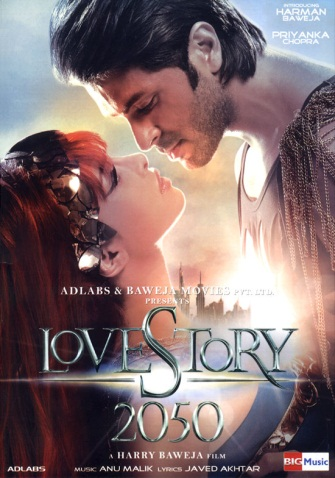 INTRODUCING
HARMAN
BAWEJA
PRIYANKA
CHOPRA
ADLABS & BAWEJA MOVIES PVT. LTD.
PRESENTS
LOVE STORY
2050
A HARRY BAWEJA FILM
ADLABS MUSIC ANU MALIK LYRICS JAVED AKHTAR
BIG Music